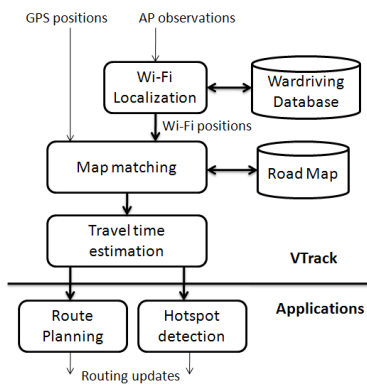 GPS positions
AP observations
Wi-Fi
Localization
Wardriving
Database
Wi-Fi positions
Map matching
Road Map
Travel time
estimation
VTrack
Applications
Route
Planning
Hotspot
detection
Routing updates